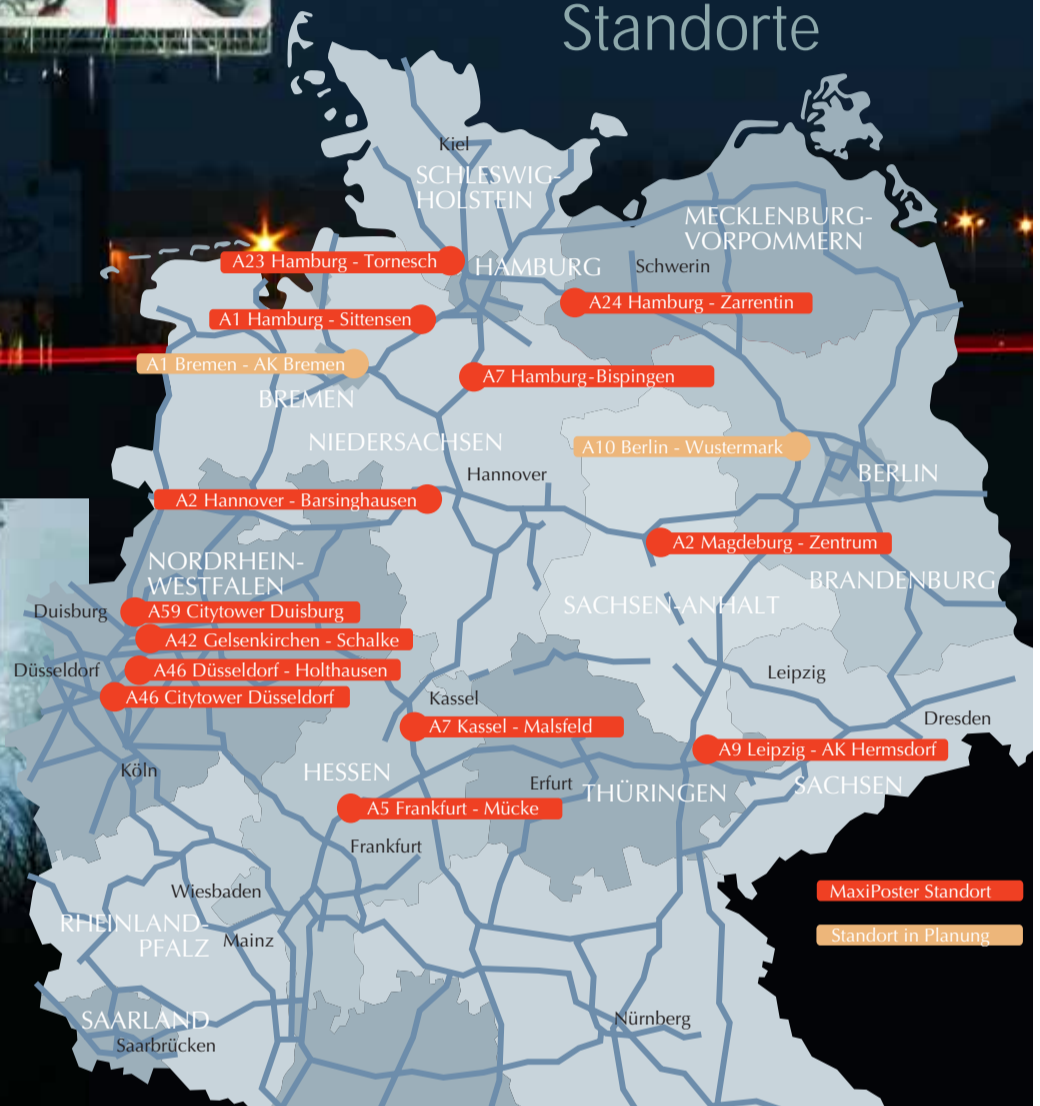 Standorte
Kiel
SCHLESWIG-
HOLSTEIN
MECKLENBURG-
VORPOMMERN
A23 Hamburg - Tornesch
HAMBURG
Schwerin
A24 Hamburg - Zarrentin
A1 Hamburg - Sittensen
A1 Bremen - AK Bremen
A7 Hamburg-Bispingen
BREMEN
NIEDERSACHSEN
A10 Berlin - Wustermark
Hannover
BERLIN
A2 Hannover - Barsinghausen
A2 Magdeburg - Zentrum
NORDRHEIN-
WESTFALEN
BRANDENBURG
SACHSEN-ANHALT
Duisburg
A59 Citytower Duisburg
A42 Gelsenkirchen - Schalke
Düsseldorf
A46 Düsseldorf - Holthausen
Leipzig
A46 Citytower Düsseldorf
Kassel
Dresden
A7 Kassel - Malsfeld
A9 Leipzig - AK Hermsdorf
Köln
HESSEN
Erfurt
THÜRINGEN
SACHSEN
A5 Frankfurt - Mücke
Frankfurt
Wiesbaden
MaxiPoster Standort
RHEINLAND-
PFALZ
Mainz
Standort in Planung
SAARLAND
Saarbrücken
Nürnberg